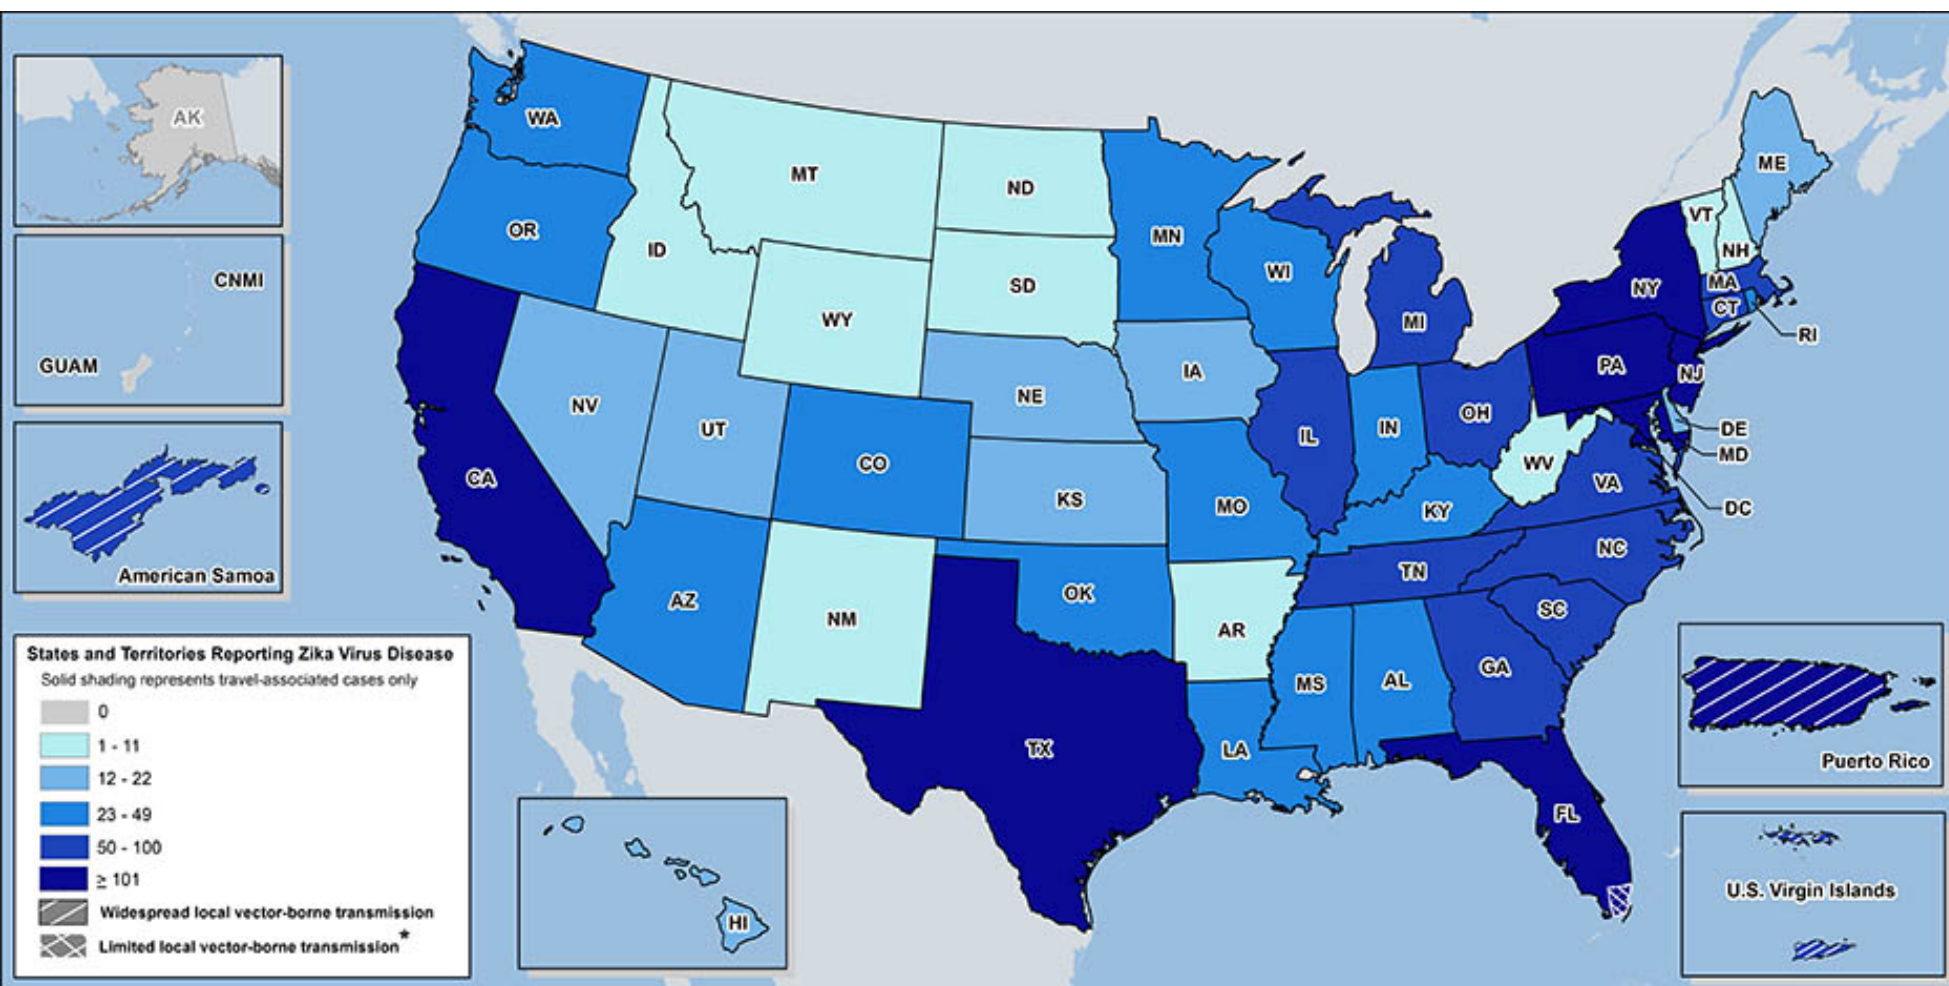 AK
CNMI
GUAM
American Samoa
States and Territories Reporting Zika Virus Disease
Solid shading represents travel-associated cases only
0
1 - 11
12 - 22
23 - 49
50 - 100
≥ 101
Widespread local vector-borne transmission
Limited local vector-borne transmission*
WA
OR
CA
NV
ID
MT
WY
UT
AZ
CO
NM
ND
SD
NE
KS
OK
TX
MN
IA
MO
AR
LA
WI
IL
MI
IN
OH
KY
TN
MS
AL
GA
FL
SC
NC
VA
WV
PA
NY
NJ
VT
NH
ME
MA
CT
RI
DE
MD
DC
HI
Puerto Rico
U.S. Virgin Islands